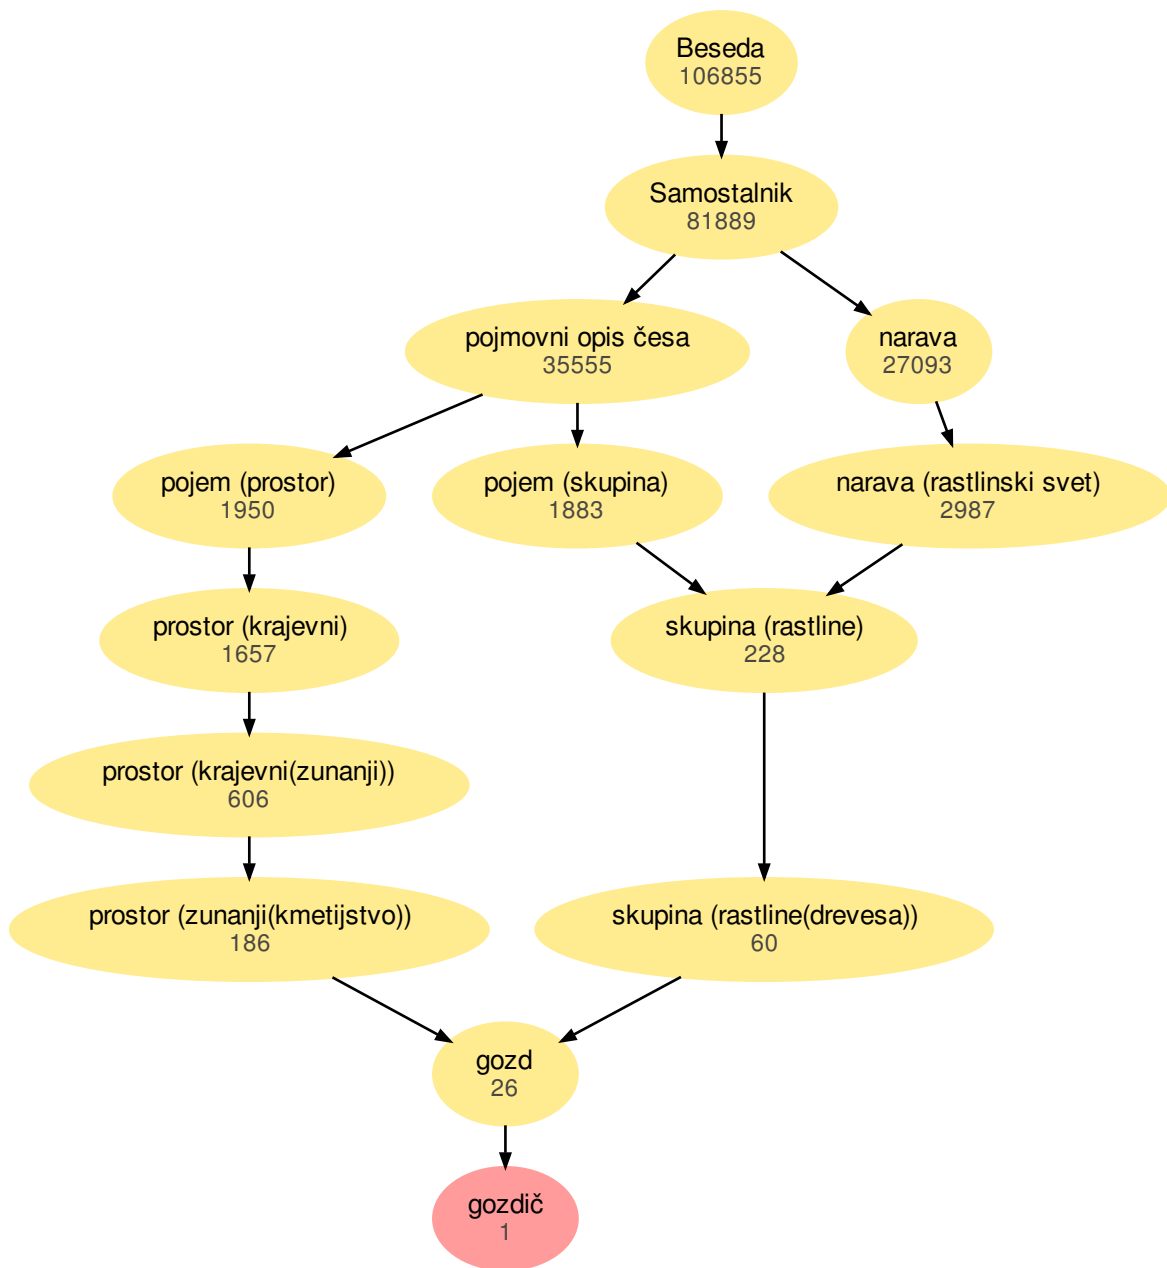 Beseda
106855
Samostalnik
81889
pojmovni opis česa
35555
narava
27093
pojem (prostor)
1950
pojem (skupina)
1883
narava (rastlinski svet)
2987
prostor (krajevni)
1657
skupina (rastline)
228
prostor (krajevni(zunanji))
606
prostor (zunanji(kmetijstvo))
186
skupina (rastline(drevesa))
60
gozd
26
gozdič
1